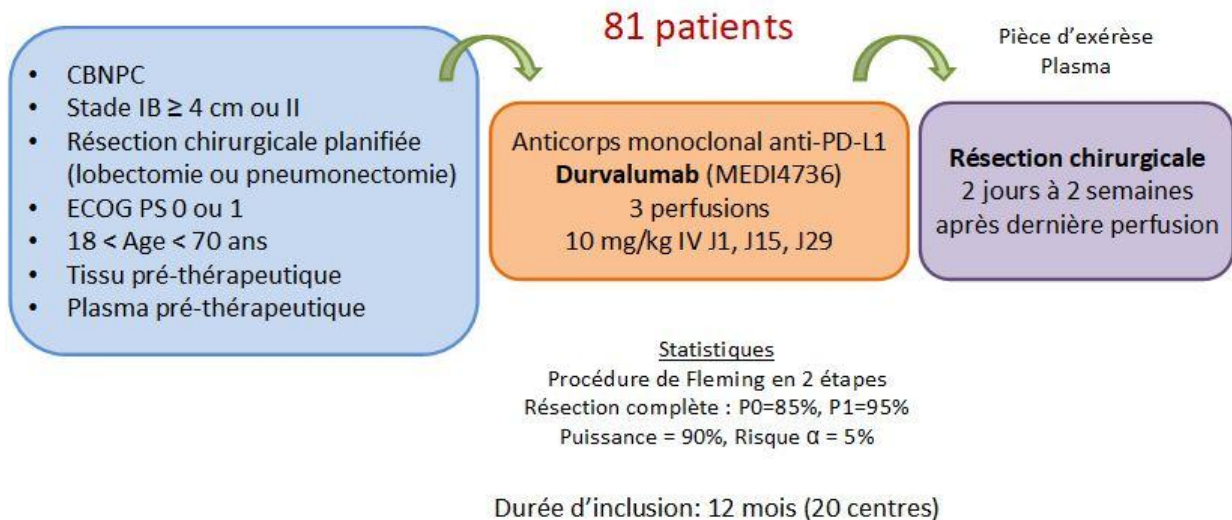 81 patients
• CBNPC
• Stade IB ≥ 4 cm ou II
• Résection chirurgicale planifiée
(lobectomie ou pneumonectomie)
• ECOG PS 0 ou 1
• 18 < Age < 70 ans
• Tissu pré-thérapeutique
• Plasma pré-thérapeutique
Anticorps monoclonal anti-PD-L1
Durvalumab (MEDI4736)
3 perfusions
10 mg/kg IV J1, J15, J29
Pièce d'exérèse
Plasma
Résection chirurgicale
2 jours à 2 semaines
après dernière perfusion
Statistiques
Procédure de Fleming en 2 étapes
Résection complète : P0=85%, P1=95%
Puissance = 90%, Risque α = 5%
Durée d'inclusion: 12 mois (20 centres)